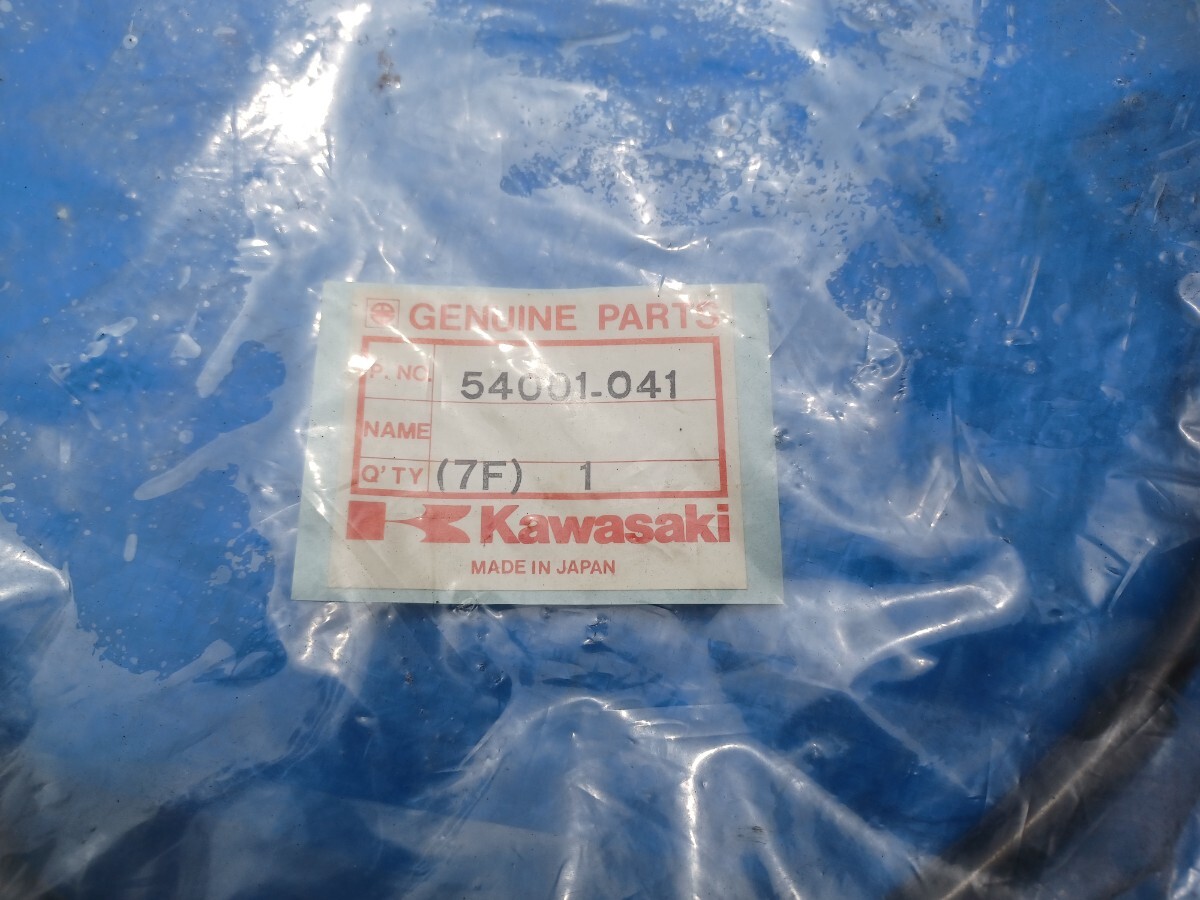 GENUINE PARTS
P. NO. 54001-041
NAME
Q'TY (7F) 1
Kawasaki
MADE IN JAPAN